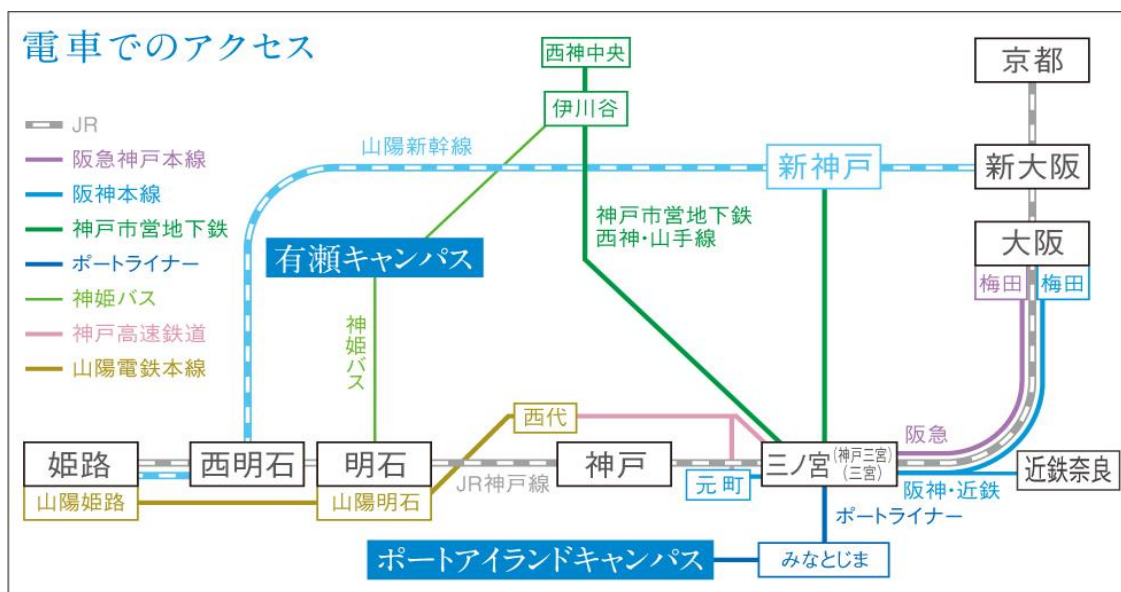 電車でのアクセス
JR
阪急神戸本線
阪神本線
神戸市営地下鉄
ポートライナー
神姫バス
神戸高速鉄道
山陽電鉄本線
西神中央
伊川谷
京都
山陽新幹線
新神戸
新大阪
神戸市営地下鉄
西神・山手線
有瀬キャンパス
大阪
梅田
梅田
神姫バス
西代
阪急
姫路
西明石
明石
神戸
三ノ宮
(神戸三宮)
(三宮)
近鉄奈良
山陽姫路
山陽明石
JR神戸線
元町
阪神・近鉄
ポートライナー
ポートアイランドキャンパス
みなとじま